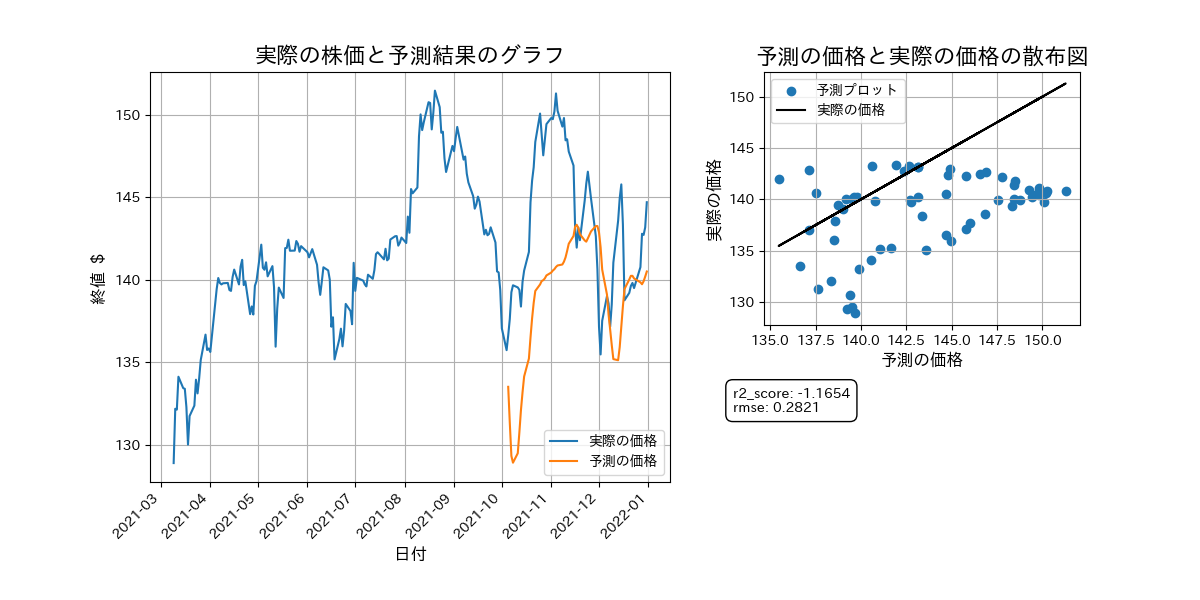 実際の株価と予測結果のグラフ
終値 $
150
145
140
135
130
2021-03
2021-04
2021-05
2021-06
2021-07
2021-08
2021-09
2021-10
2021-11
2021-12
2022-01
日付
実際の価格
予測の価格
予測の価格と実際の価格の散布図
予測プロット
実際の価格
実際の価格
150
145
140
135
130
135.0
137.5
140.0
142.5
145.0
147.5
150.0
予測の価格
r2_score: -1.1654
rmse: 0.2821